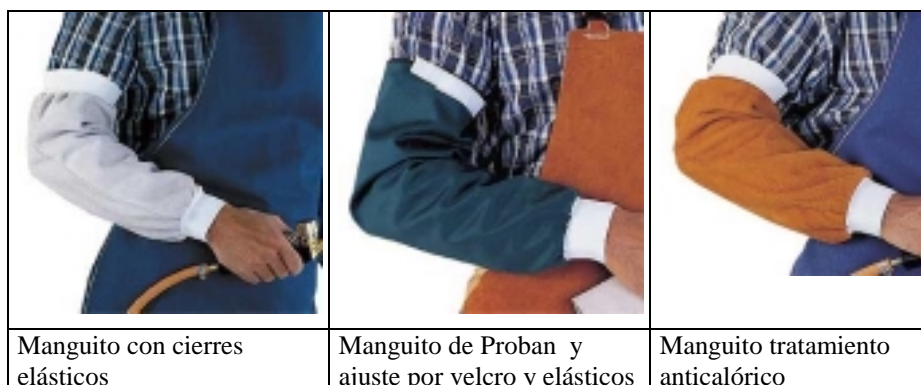 Manguito con cierres
elásticos
Manguito de Proban y
ajuste por velcro y elásticos
Manguito tratamiento
anticalórico